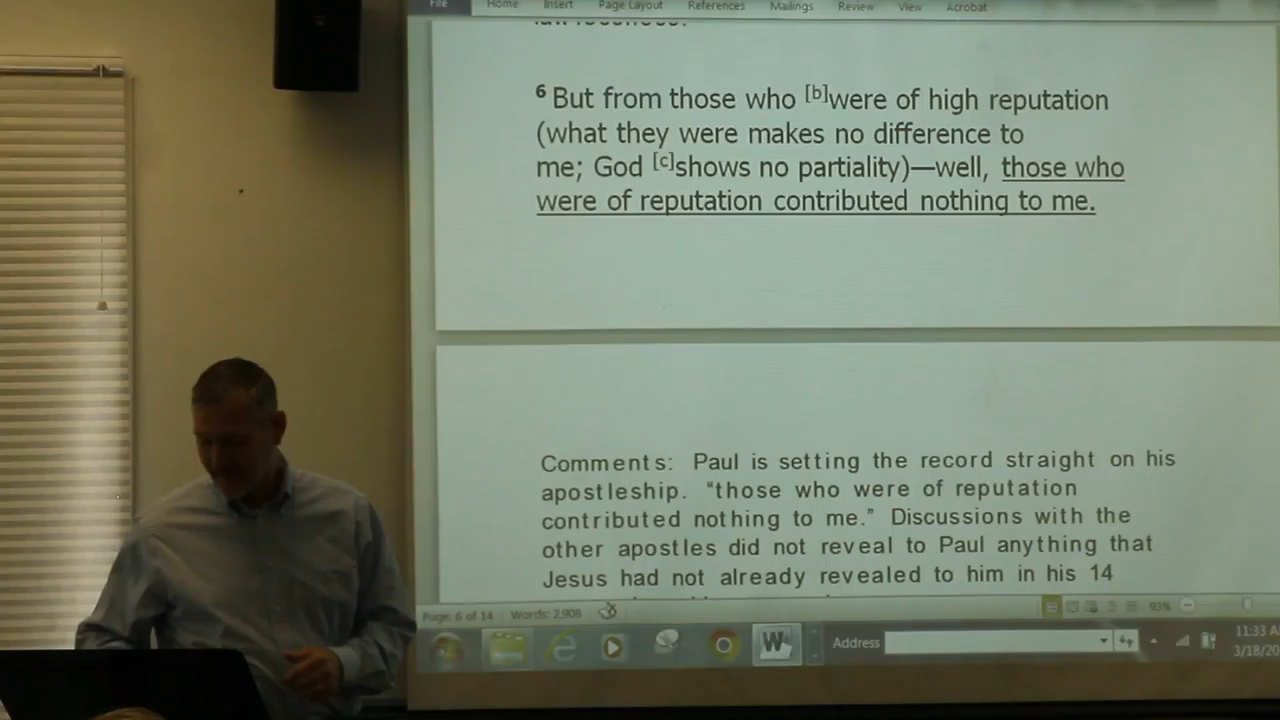 File Home Insert Page Layout References Mailings Review View Acrobat
6 But from those who [b]were of high reputation
(what they were makes no difference to
me; God [c]shows no partiality)—well, those who
were of reputation contributed nothing to me.
Comments: Paul is setting the record straight on his
apostleship. "those who were of reputation
contributed nothing to me." Discussions with the
other apostles did not reveal to Paul anything that
Jesus had not already revealed to him in his 14
Page: 6 of 14 Words: 2,908 93%
Address
11:33 A
3/18/20